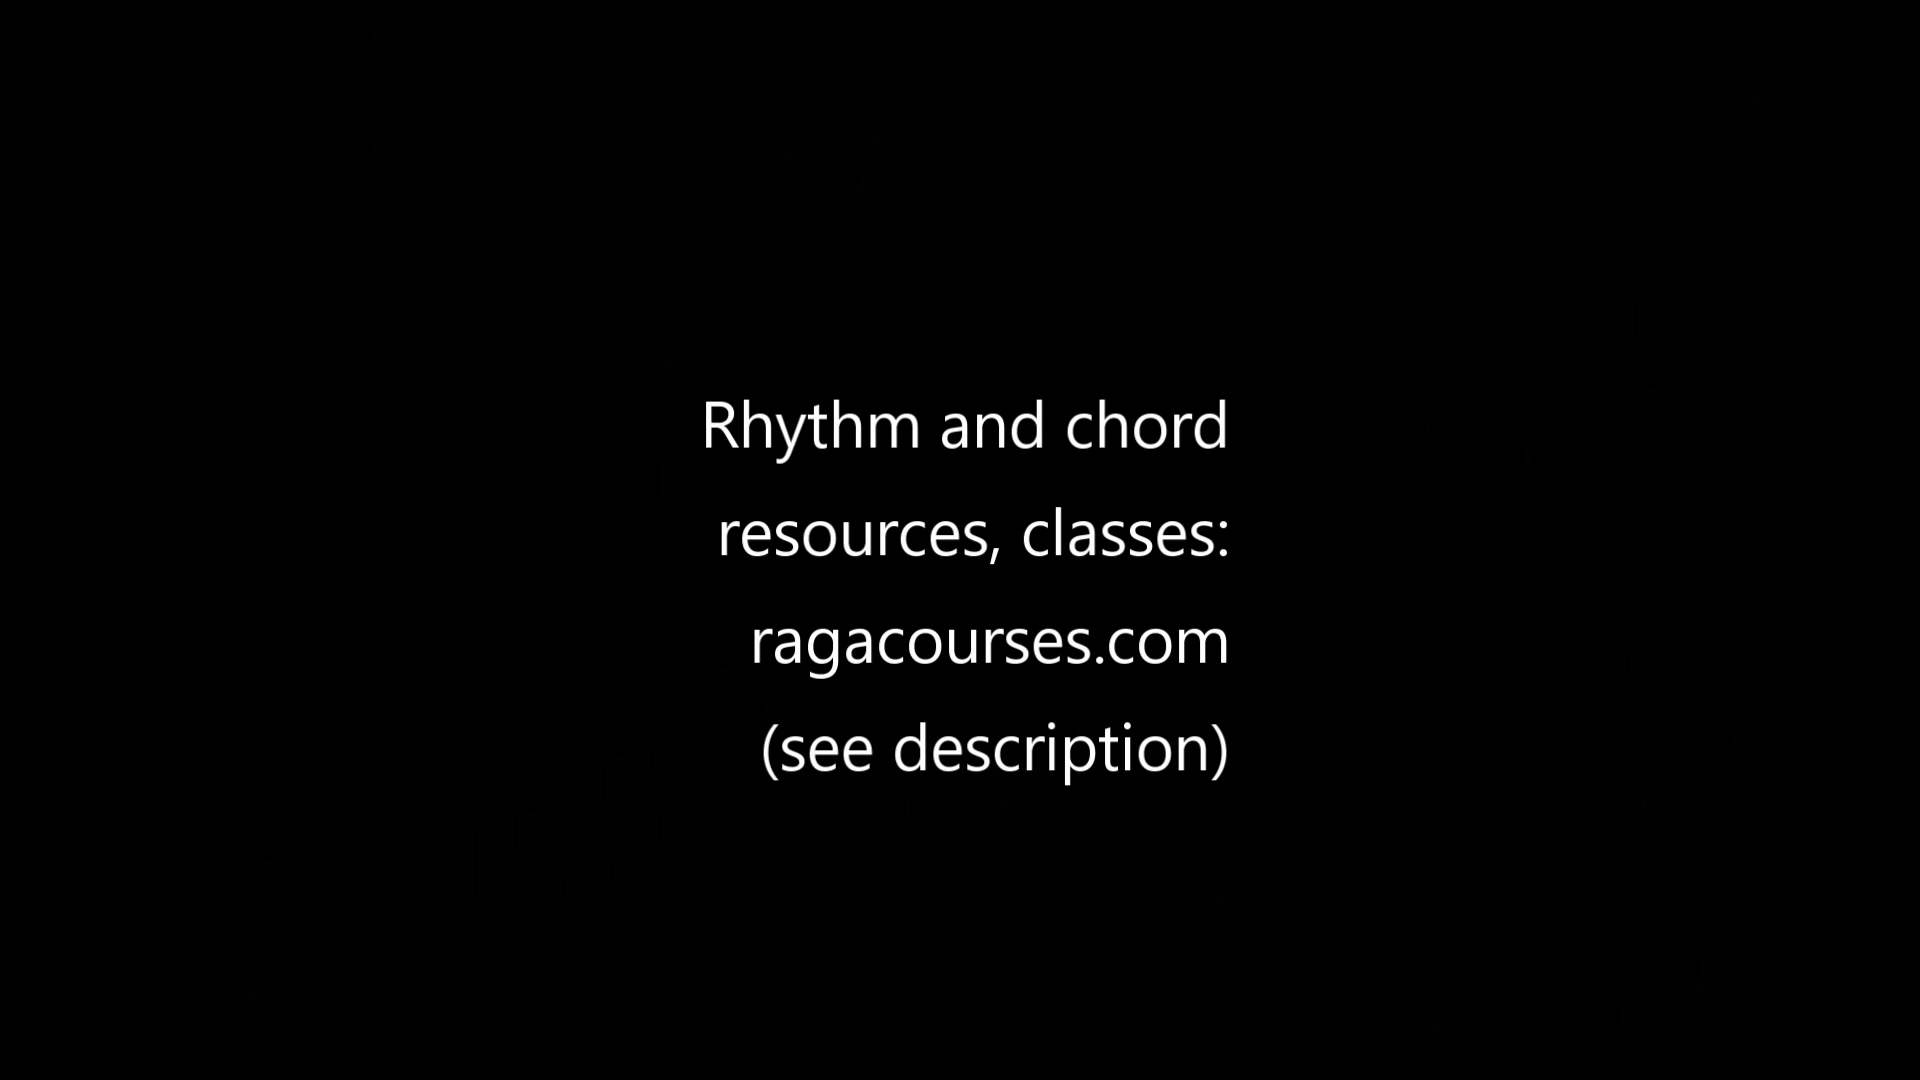 Rhythm and chord
resources, classes:
ragacourses.com
(see description)